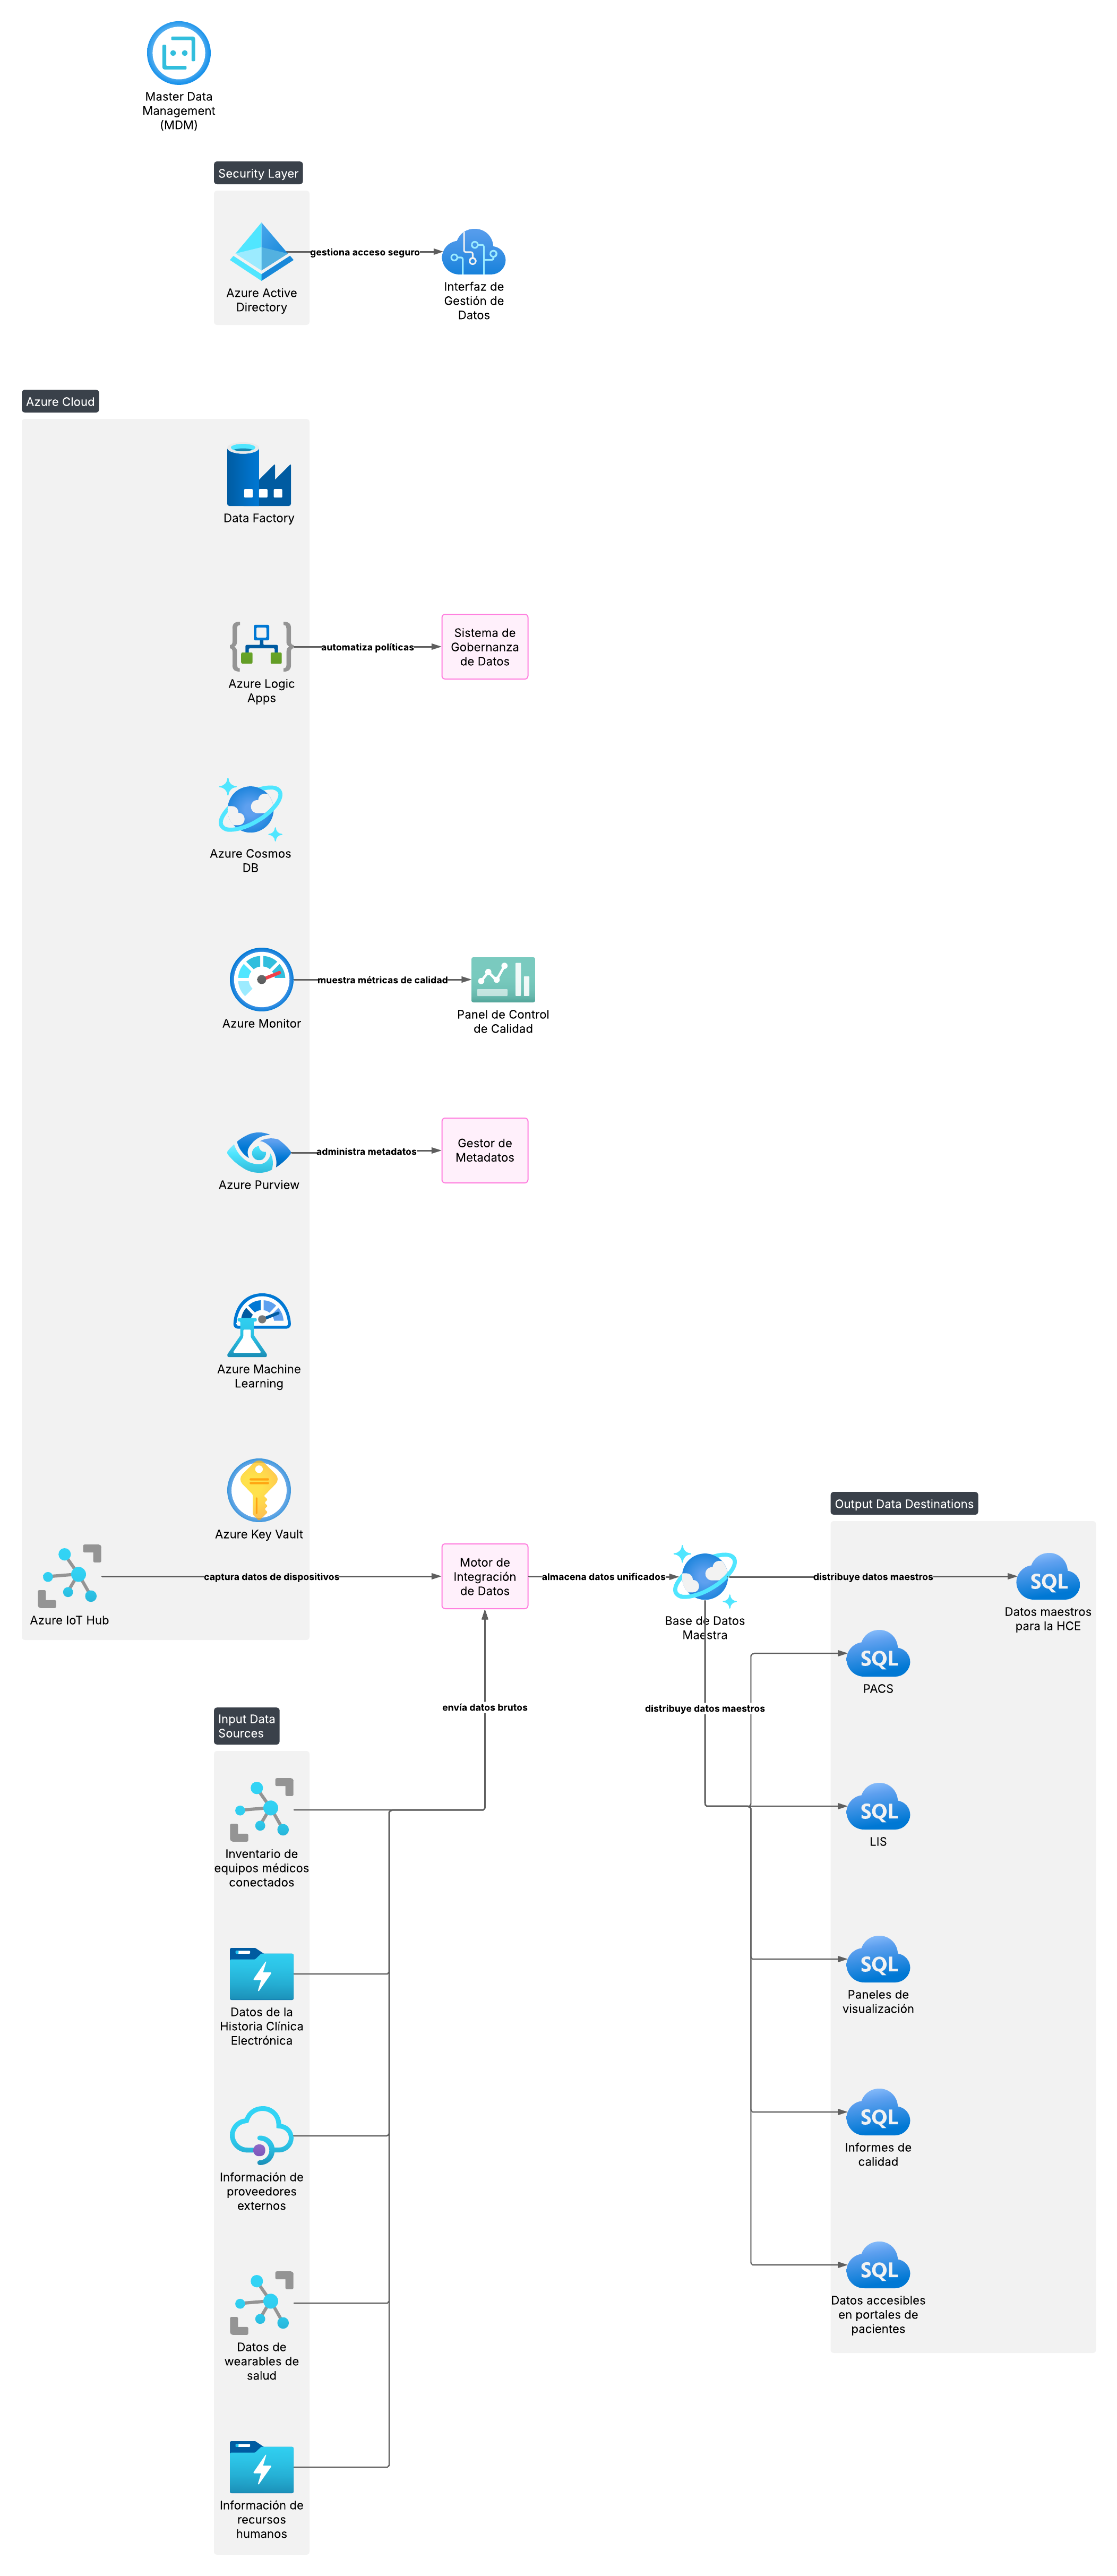 Master Data
Management
(MDM)
Security Layer
gestiona acceso seguro
Azure Active
Directory
Interfaz de
Gestión de
Datos
Azure Cloud
Data Factory
automatiza políticas
Sistema de
Gobernanza
de Datos
Azure Logic
Apps
Azure Cosmos
DB
muestra métricas de calidad
Azure Monitor
Panel de Control
de Calidad
administra metadatos
Gestor de
Metadatos
Azure Purview
Azure Machine
Learning
Azure Key Vault
Azure IoT Hub
captura datos de dispositivos
Motor de
Integración
de Datos
almacena datos unificados
Base de Datos
Maestra
distribuye datos maestros
Output Data Destinations
SQL
Datos maestros
para la HCE
SQL
PACS
envía datos brutos
distribuye datos maestros
Input Data
Sources
Inventario de
equipos médicos
conectados
SQL
LIS
Datos de la
Historia Clínica
Electrónica
SQL
Paneles de
visualización
Información de
proveedores
externos
SQL
Informes de
calidad
Datos de
wearables de
salud
SQL
Datos accesibles
en portales de
pacientes
Información de
recursos
humanos